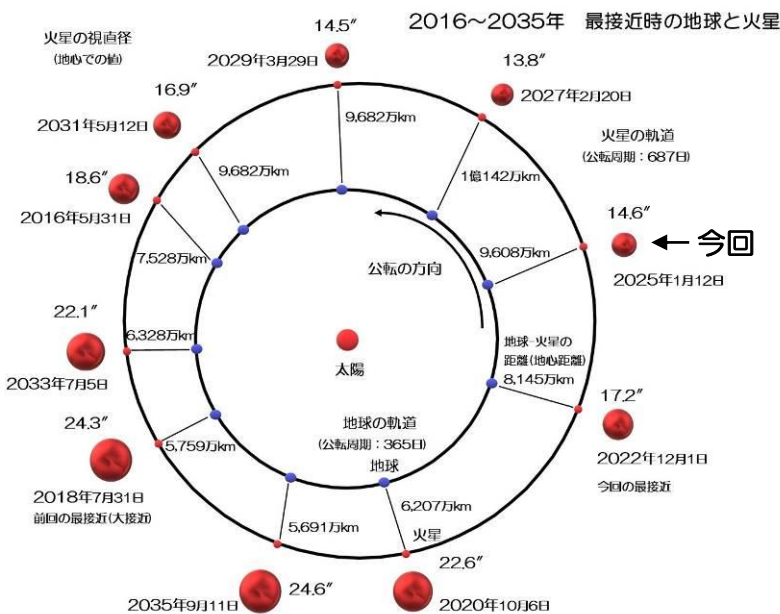 2016～2035年　最接近時の地球と火星
火星の視直径
(地心での値)
14.5″
2029年3月29日
13.8″
2027年2月20日
16.9″
2031年5月12日
9,682万km
火星の軌道
(公転周期：687日)
18.6″
2016年5月31日
9,682万km
1億142万km
14.6″
← 今回
2025年1月12日
7,528万km
公転の方向
9,608万km
22.1″
2033年7月5日
6,328万km
太陽
地球-火星の
距離(地心距離)
8,145万km
17.2″
2022年12月1日
今回の最接近
24.3″
2018年7月31日
前回の最接近(大接近)
5,759万km
地球の軌道
(公転周期：365日)
地球
5,691万km
6,207万km
火星
24.6″
2035年9月11日
22.6″
2020年10月6日